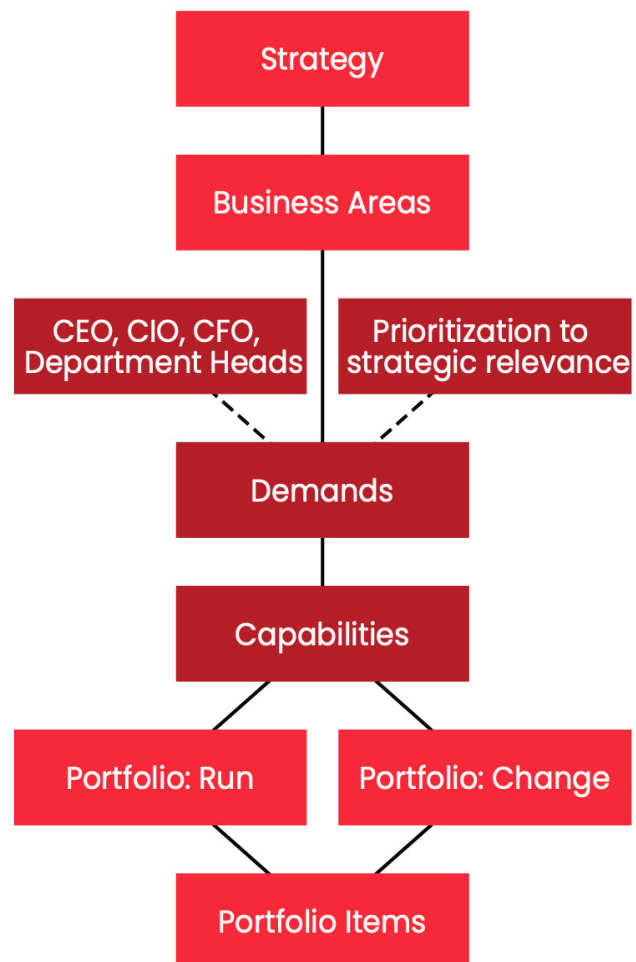 Strategy
Business Areas
CEO, CIO, CFO,
Department Heads
Prioritization to
strategic relevance
Demands
Capabilities
Portfolio: Run
Portfolio: Change
Portfolio Items